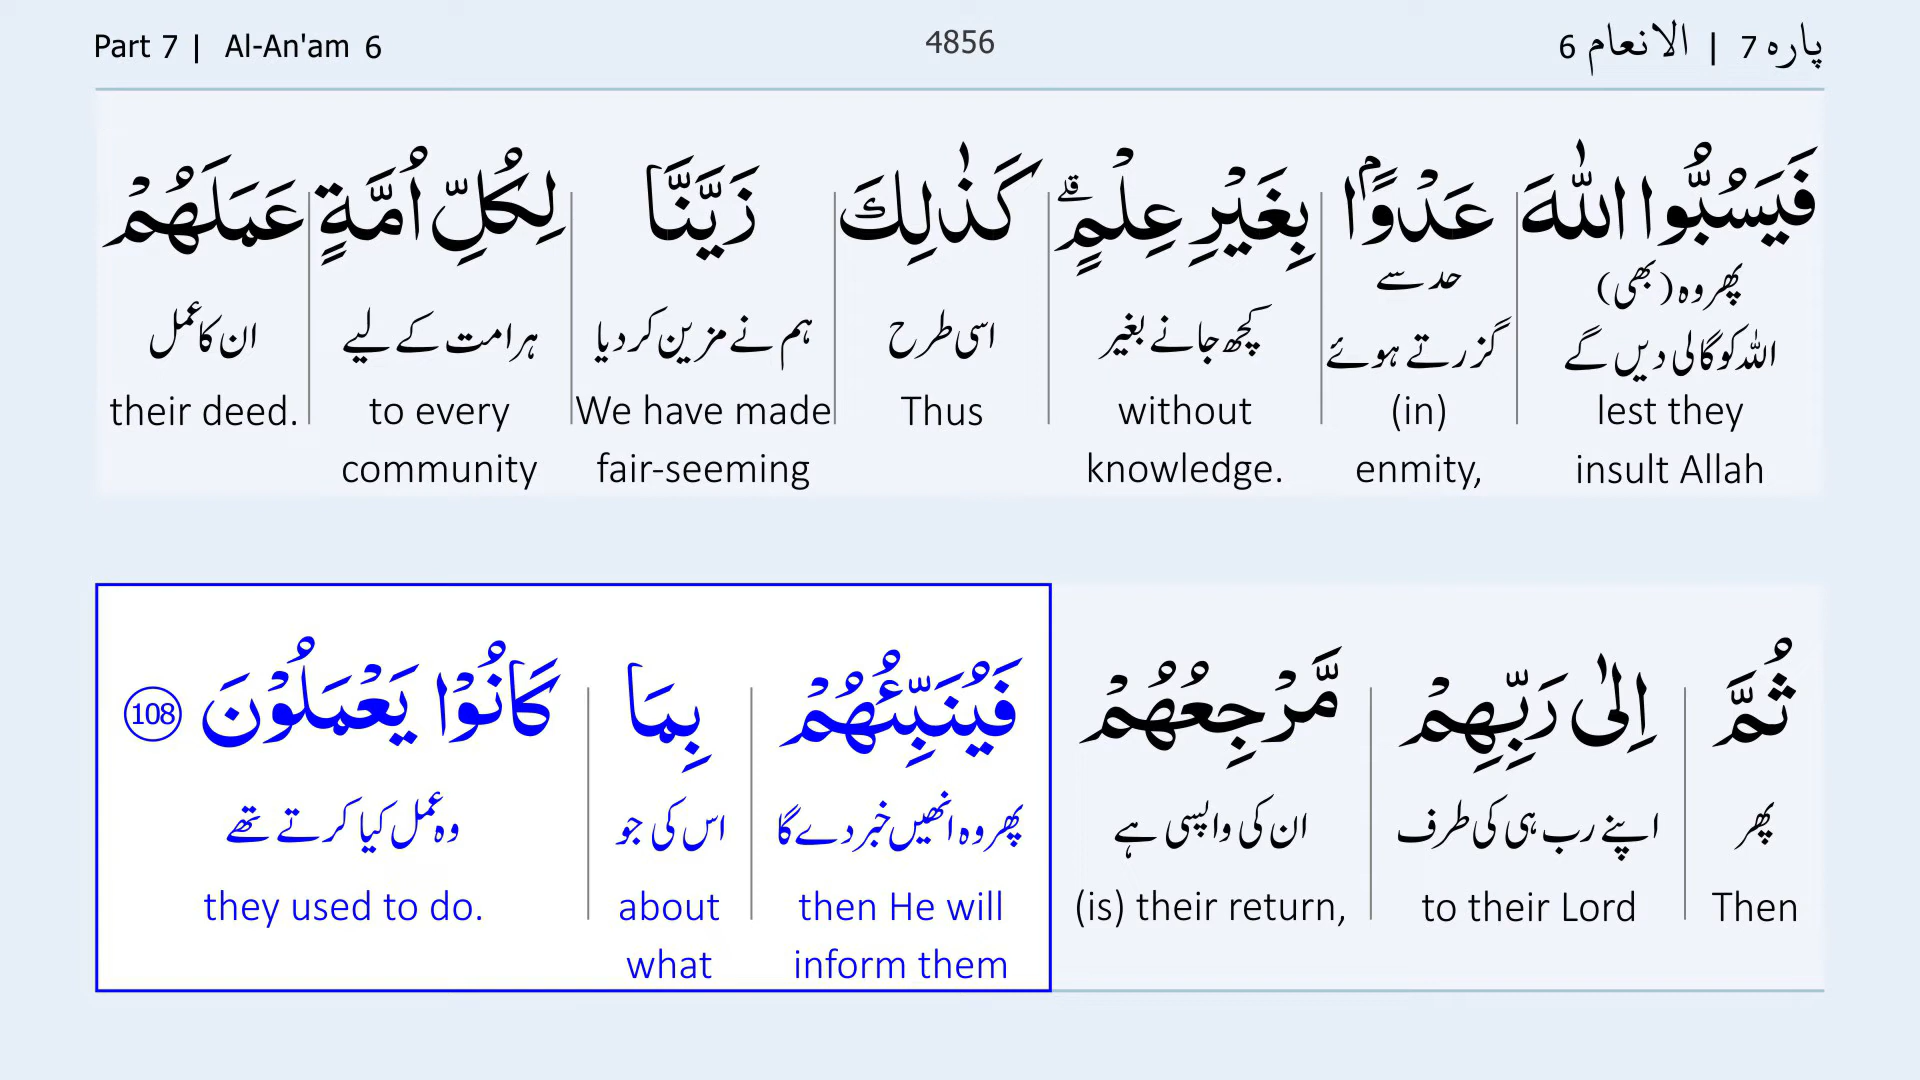 Part 7 | Al-An'am 6
4856
پارہ 7 | الانعام 6
فَيَسُبُّوا اللّٰهَ عَدْوًۢا بِغَيْرِ عِلْمٍ ۗ كَذٰلِكَ زَيَّنَّا لِكُلِّ اُمَّةٍ عَمَلَهُمْ
پھر وہ (بھی) اللہ کو گالی دیں گے حد سے گزرتے ہوئے کچھ جانے بغیر اسی طرح ہم نے مزین کر دیا ہر امت کے لیے ان کا عمل
lest they insult Allah (in) enmity, without knowledge. Thus We have made fair-seeming to every community their deed.
ثُمَّ اِلٰى رَبِّهِمْ مَّرْجِعُهُمْ فَيُنَبِّئُهُمْ بِمَا كَانُوْا يَعْمَلُوْنَ 108
پھر اپنے رب ہی کی طرف ان کی واپسی ہے پھر وہ انھیں خبر دے گا اس کی جو وہ عمل کیا کرتے تھے
Then to their Lord (is) their return, then He will inform them about what they used to do.